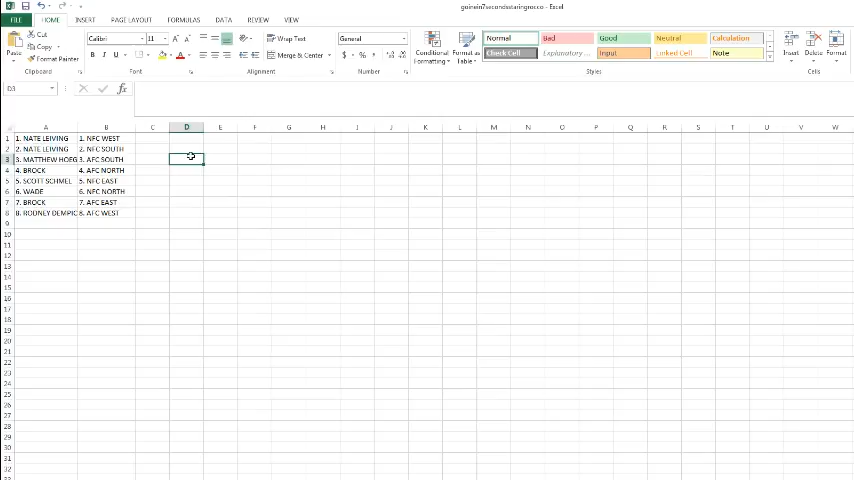 goinein7secondsstaringrocco - Excel
FILE HOME INSERT PAGE LAYOUT FORMULAS DATA REVIEW VIEW
Cut
Copy
Format Painter
Paste
Clipboard
Calibri 11
B I U
Font
Wrap Text
Merge & Center
Alignment
General
$ % ,
Number
Conditional Formatting
Format as Table
Normal Bad Good Neutral Calculation
Check Cell Explanatory ... Input Linked Cell Note
Styles
Insert Delete Format
Cells
D3 fx
A B C D E F G H I J K L M N O P Q R S T U V W
1 1. NATE LEIVING 1. NFC WEST
2 2. NATE LEIVING 2. NFC SOUTH
3 3. MATTHEW HOEG 3. AFC SOUTH
4 4. BROCK 4. AFC NORTH
5 5. SCOTT SCHMEL 5. NFC EAST
6 6. WADE 6. NFC NORTH
7 7. BROCK 7. AFC EAST
8 8. RODNEY DEMPIC 8. AFC WEST
9
10
11
12
13
14
15
16
17
18
19
20
21
22
23
24
25
26
27
28
29
30
31
32
33